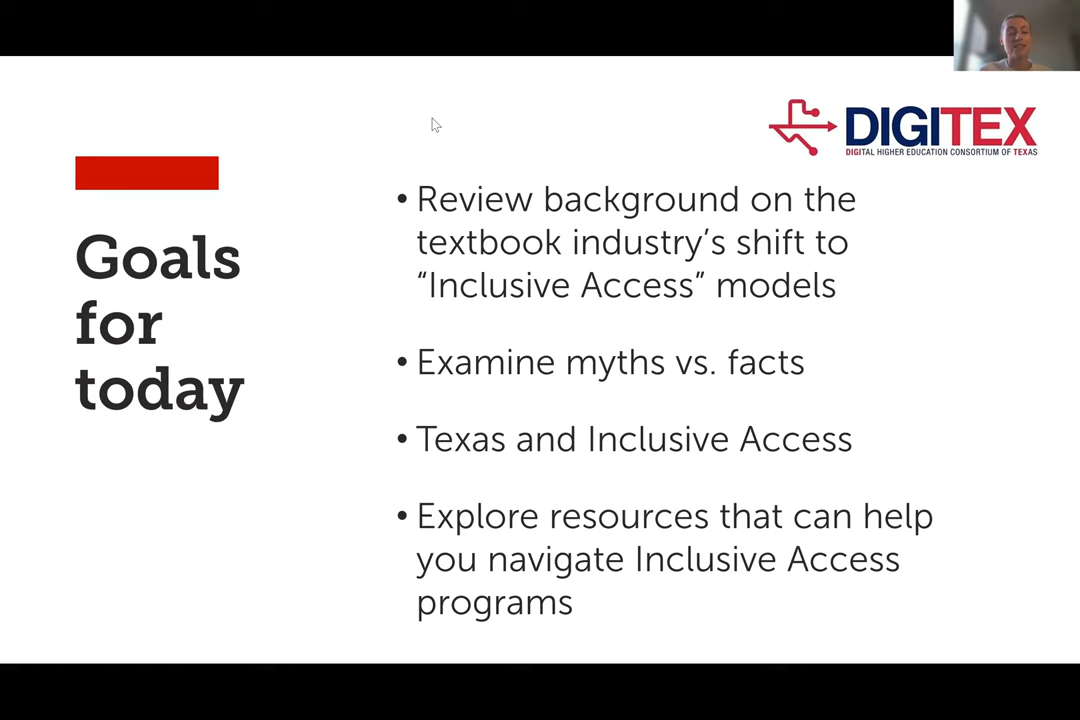 DIGITEX
DIGITAL HIGHER EDUCATION CONSORTIUM OF TEXAS
Goals
for
today
• Review background on the
textbook industry’s shift to
“Inclusive Access” models
• Examine myths vs. facts
• Texas and Inclusive Access
• Explore resources that can help
you navigate Inclusive Access
programs